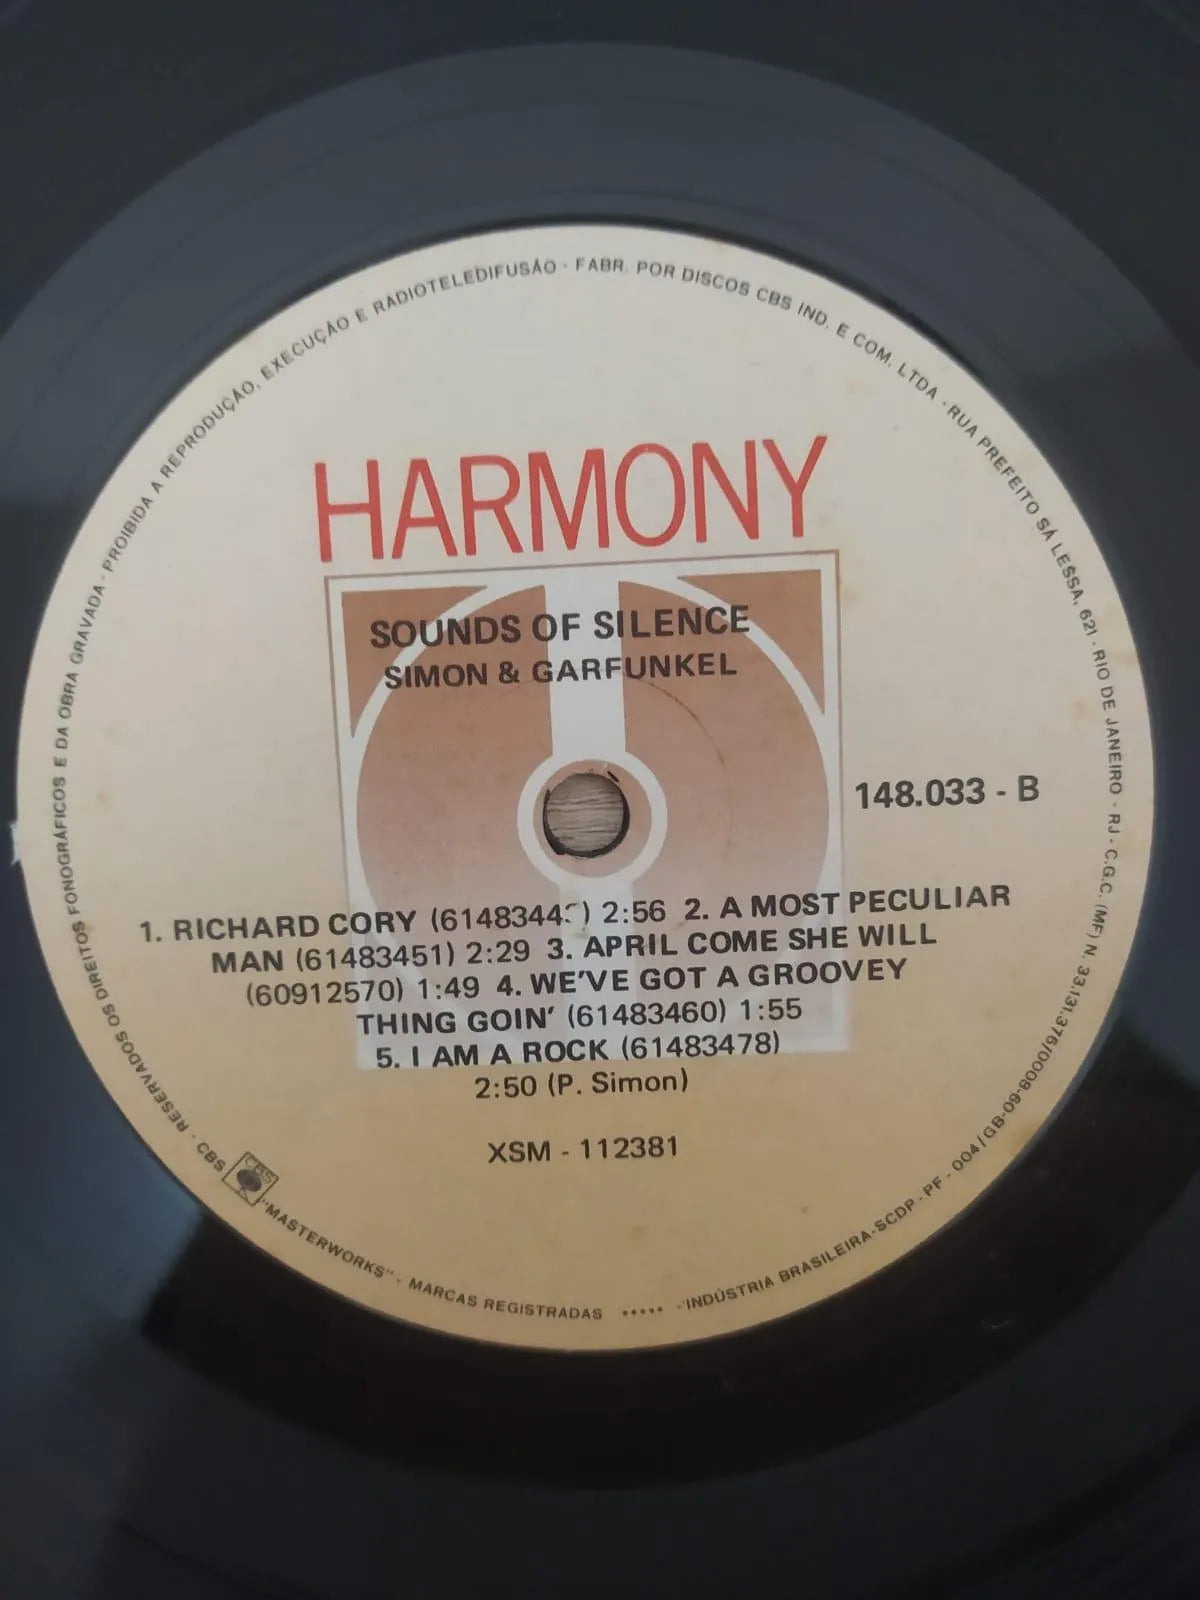 HARMONY
SOUNDS OF SILENCE
SIMON & GARFUNKEL
148.033 - B
1. RICHARD CORY 2:56 2. A MOST PECULIAR
MAN (61483451) 2:29 3. APRIL COME SHE WILL
(60912570) 1:49 4. WE'VE GOT A GROOVEY
THING GOIN' (61483460) 1:55
5. I AM A ROCK (61483478)
2:50 (P. Simon)
XSM - 112381
CBS
CBS "MASTERWORKS" - MARCAS REGISTRADAS ••••• - INDÚSTRIA BRASILEIRA-SCDP - PF - 004/GB-09-
RESERVADOS OS DIREITOS FONOGRÁFICOS E DA OBRA GRAVADA - PROIBIDA A REPRODUÇÃO, EXECUÇÃO E RADIOTELEDIFUSÃO - FABR. POR DISCOS CBS IND. E COM. LTDA - RUA PREFEITO SÁ LESSA, 621 - RIO DE JANEIRO - RJ - C.G.C. (MF) N. 33.131.376/0008-09